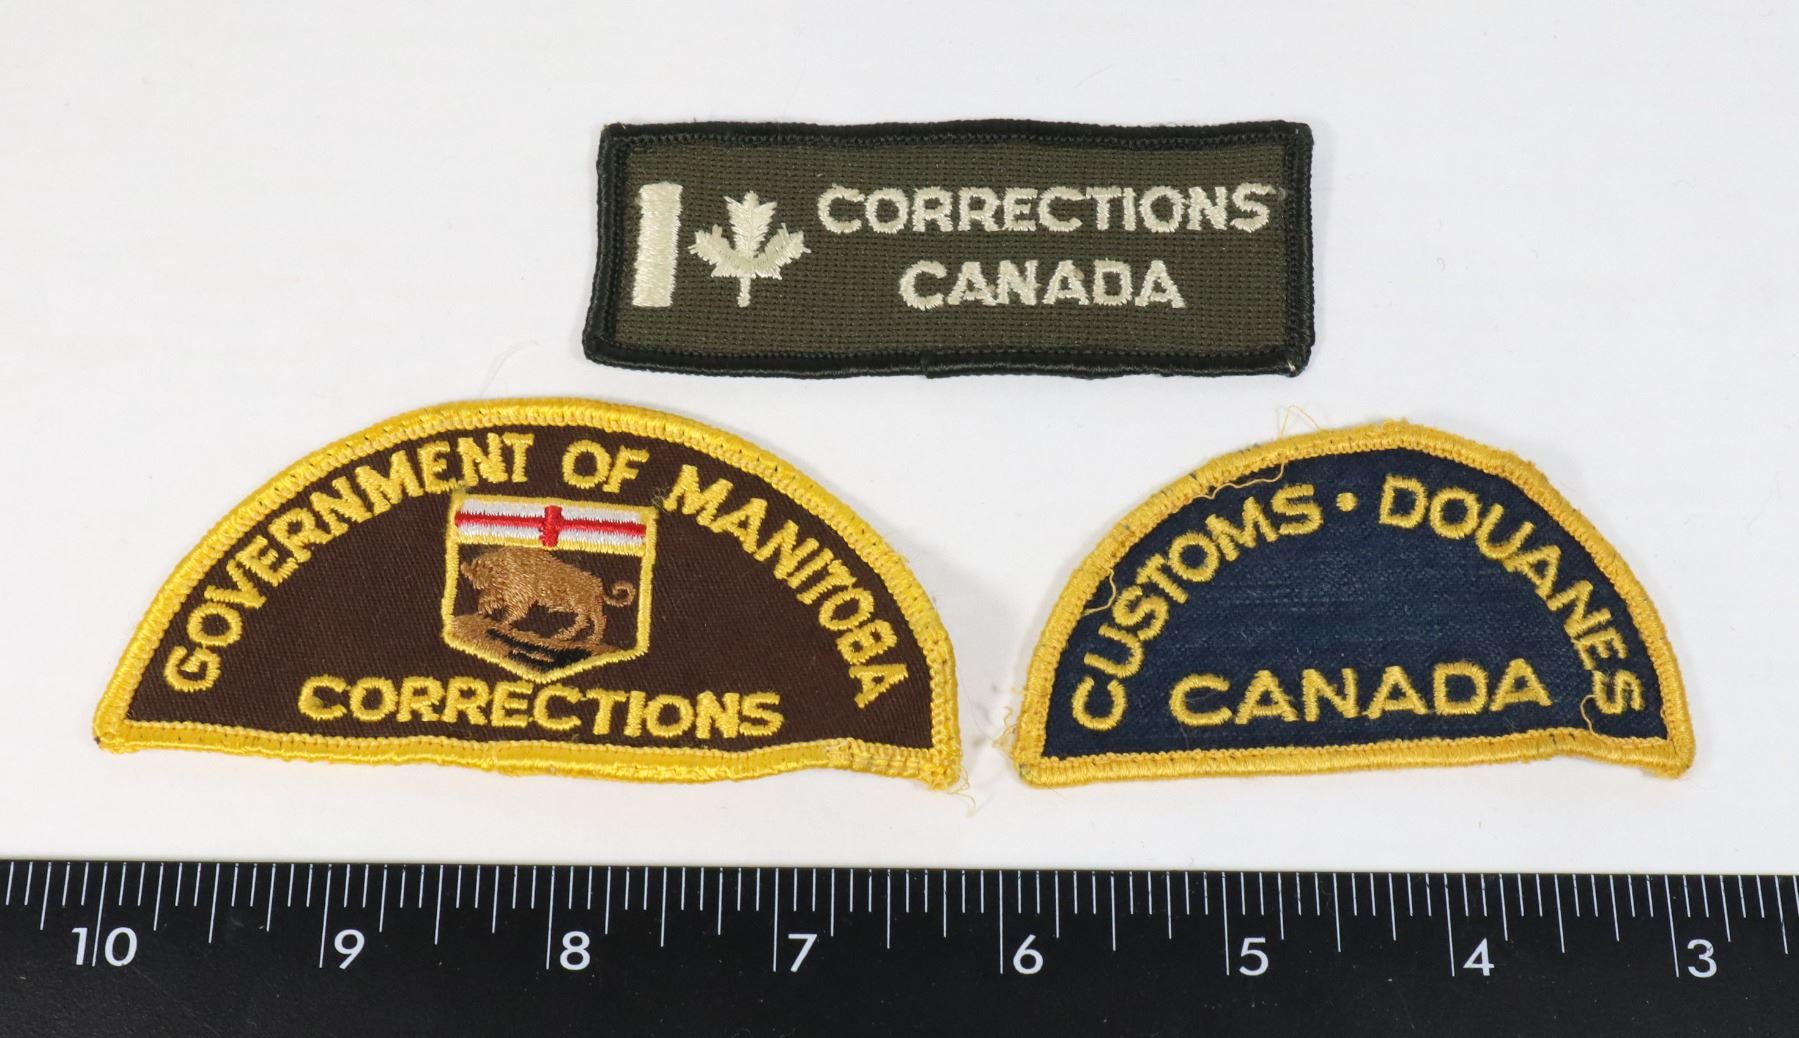 CORRECTIONS
CANADA
GOVERNMENT OF MANITOBA
CORRECTIONS
CUSTOMS • DOUANES
CANADA
10 9 8 7 6 5 4 3